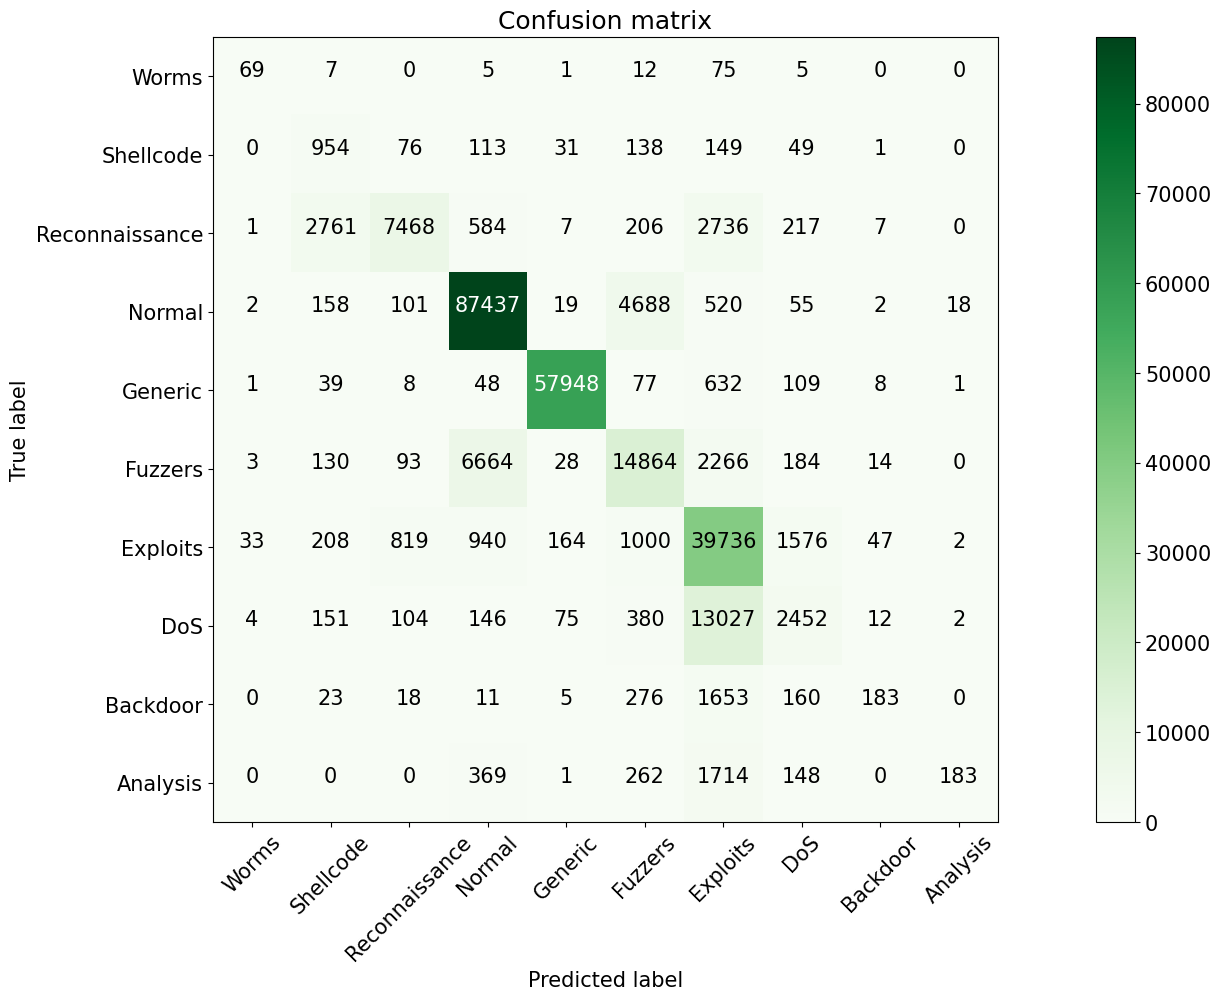 Confusion matrix
Worms 69 7 0 5 1 12 75 5 0 0
Shellcode 0 954 76 113 31 138 149 49 1 0
Reconnaissance 1 2761 7468 584 7 206 2736 217 7 0
Normal 2 158 101 87437 19 4688 520 55 2 18
Generic 1 39 8 48 57948 77 632 109 8 1
Fuzzers 3 130 93 6664 28 14864 2266 184 14 0
Exploits 33 208 819 940 164 1000 39736 1576 47 2
DoS 4 151 104 146 75 380 13027 2452 12 2
Backdoor 0 23 18 11 5 276 1653 160 183 0
Analysis 0 0 0 369 1 262 1714 148 0 183
True label
Worms Shellcode Reconnaissance Normal Generic Fuzzers Exploits DoS Backdoor Analysis
Predicted label
80000
70000
60000
50000
40000
30000
20000
10000
0